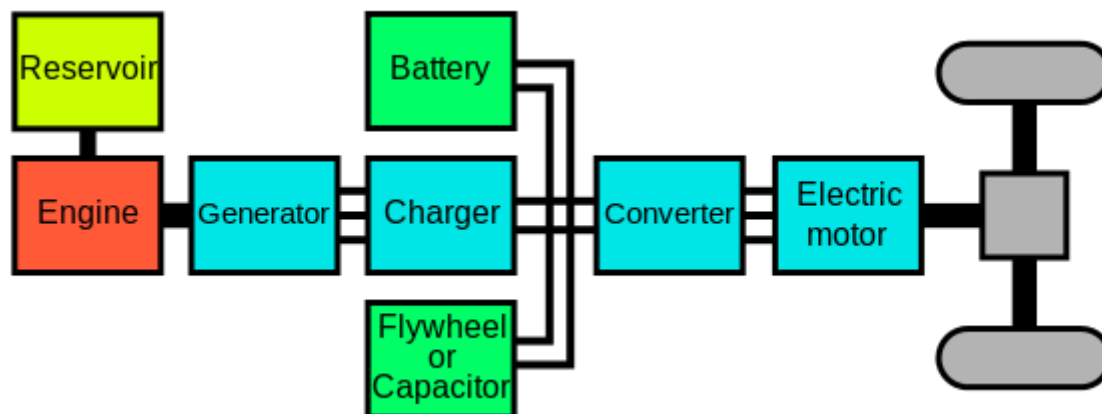 Reservoir
Battery
Engine
Generator
Charger
Converter
Electric
motor
Flywheel
or
Capacitor